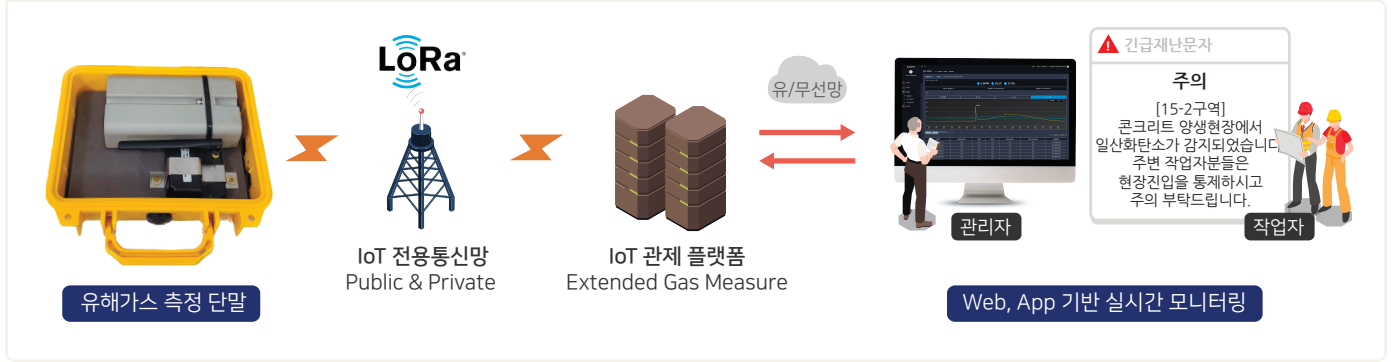 LoRa
IoT 전용통신망
Public & Private
유해가스 측정 단말
IoT 관제 플랫폼
Extended Gas Measure
유/무선망
관리자
긴급재난문자
주의
[15-2구역]
콘크리트 양생현장에서
일산화탄소가 감지되었습니다
주변 작업자분들은
현장진입을 통제하시고
주의 부탁드립니다.
작업자
Web, App 기반 실시간 모니터링